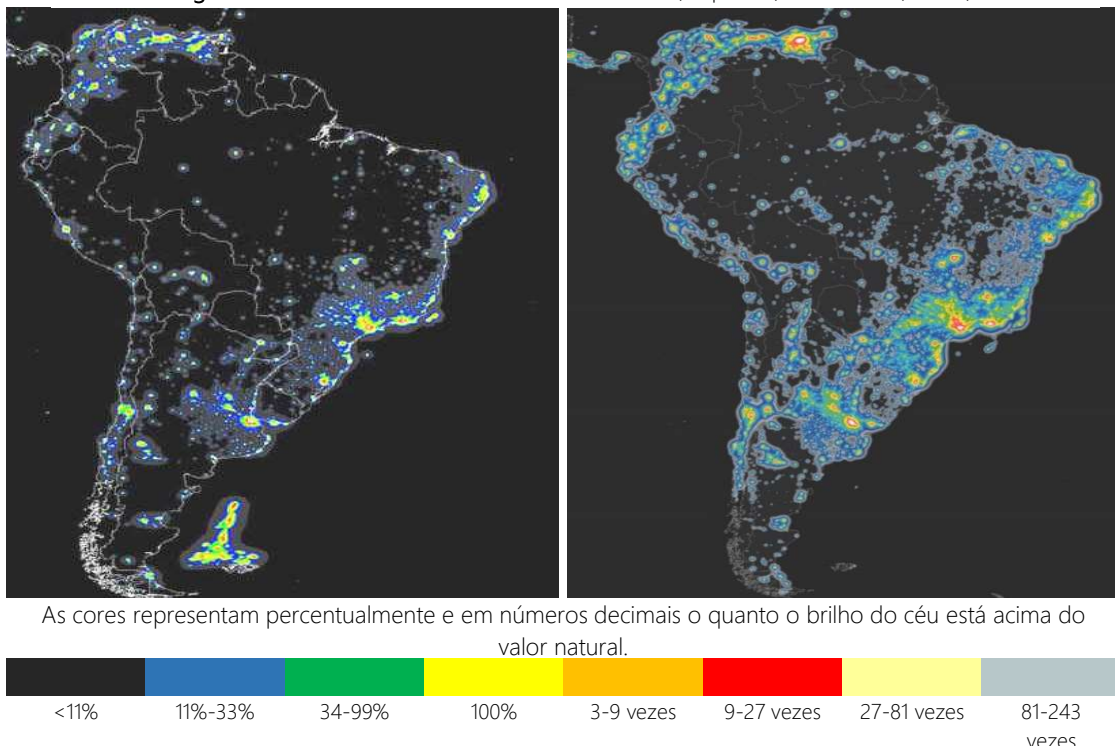 As cores representam percentualmente e em números decimais o quanto o brilho do céu está acima do
valor natural.
<11% 11%-33% 34-99% 100% 3-9 vezes 9-27 vezes 27-81 vezes 81-243
vezes